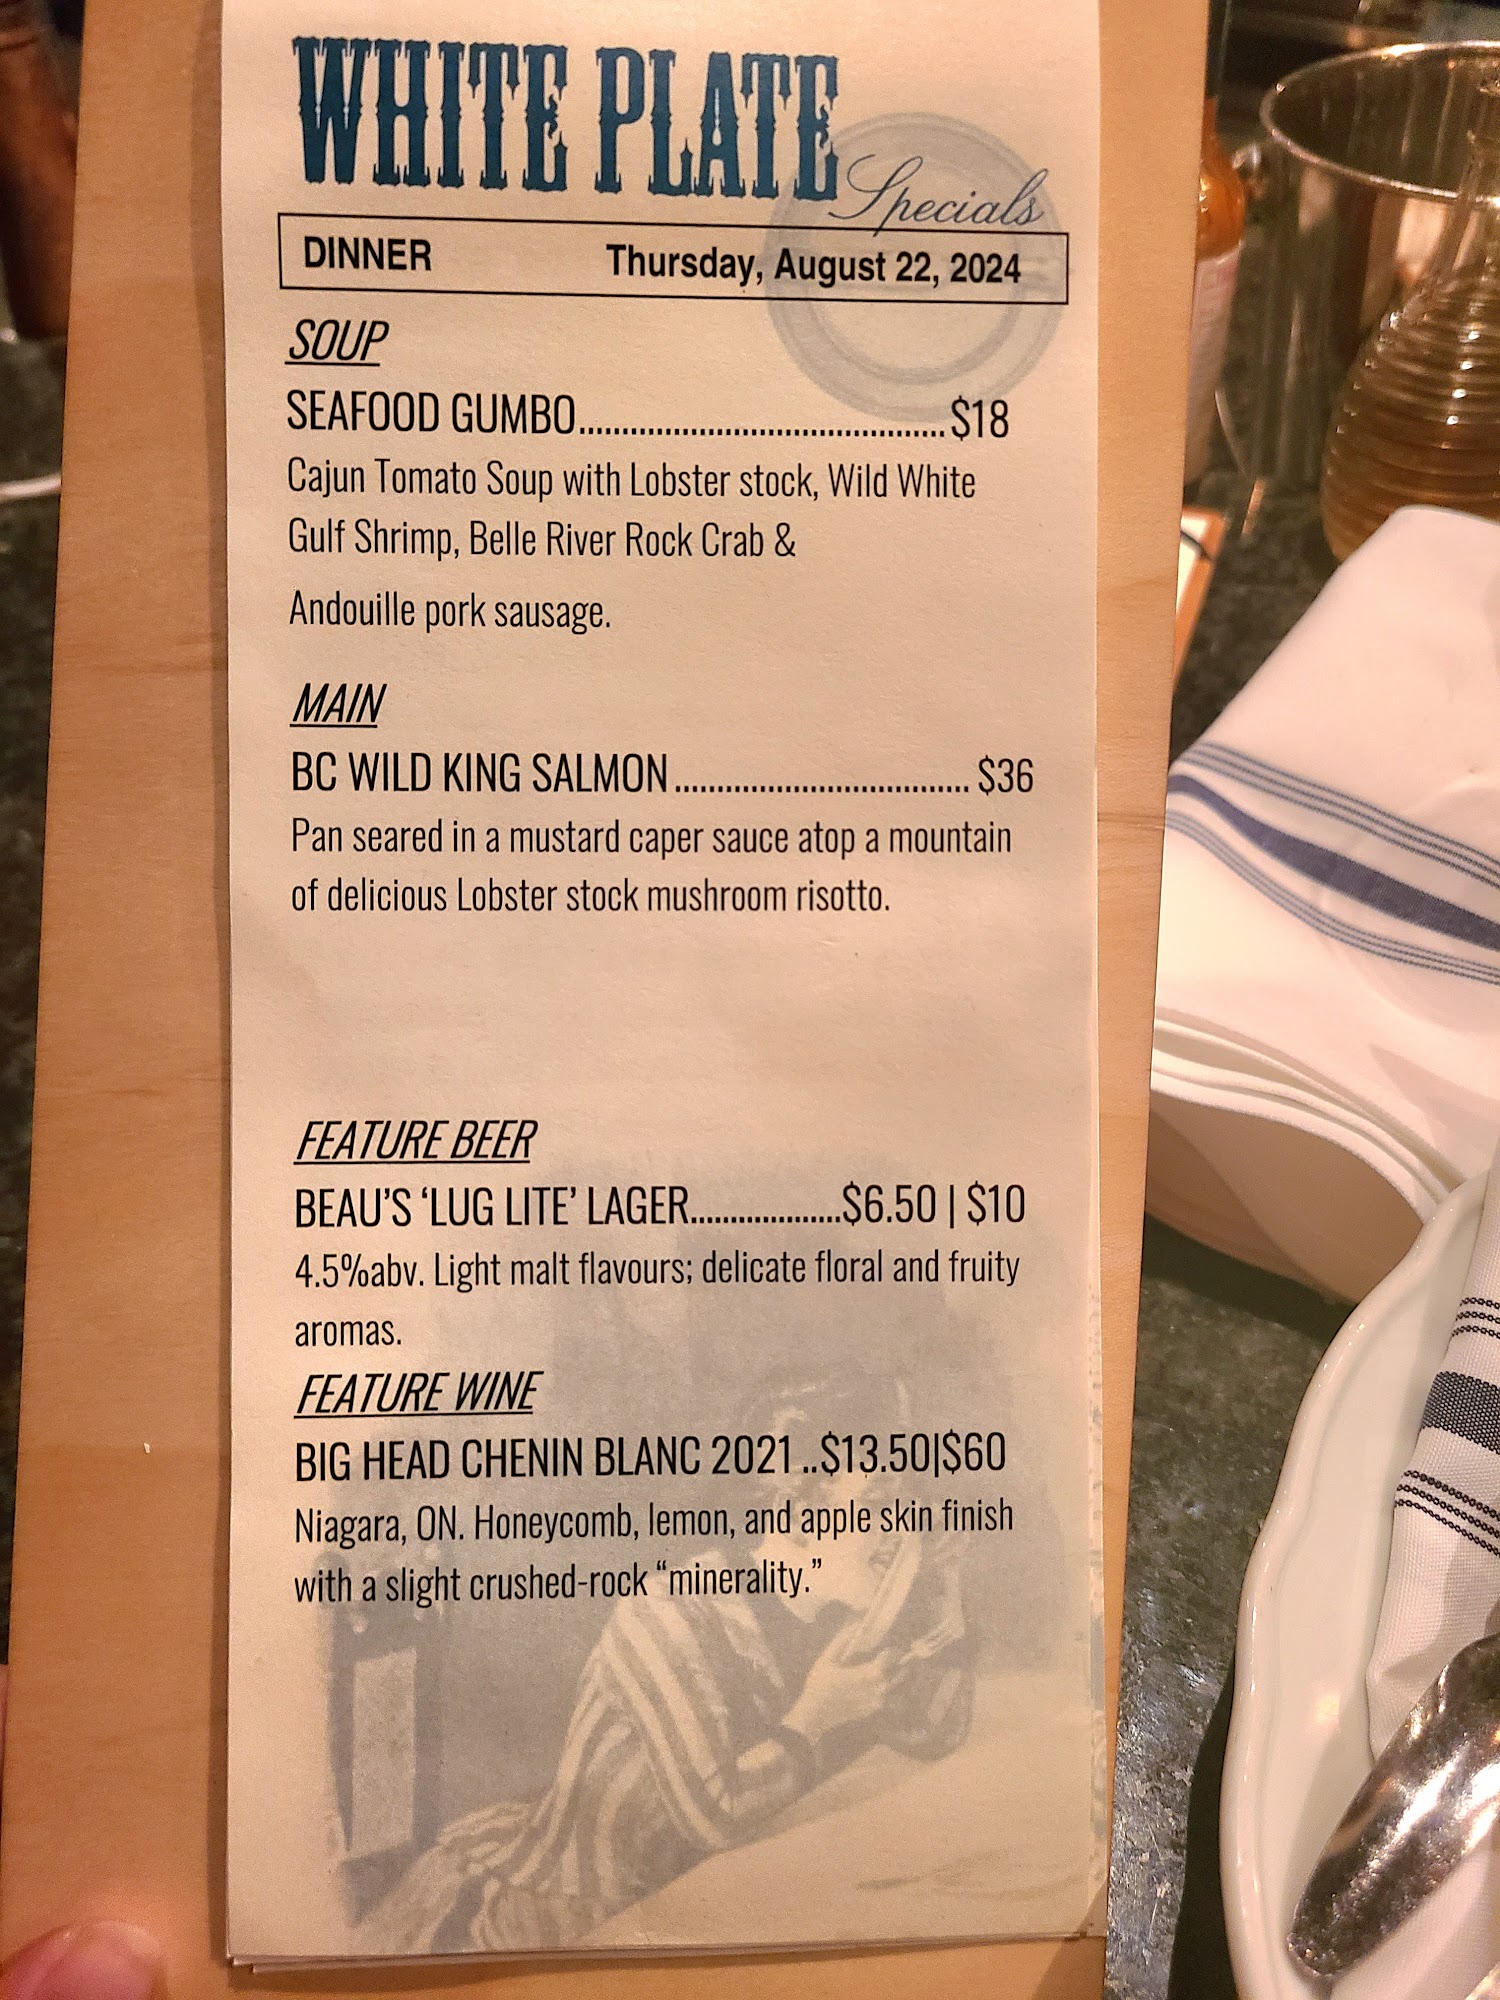 WHITE PLATE
Specials
DINNER Thursday, August 22, 2024
SOUP
SEAFOOD GUMBO...........................................$18
Cajun Tomato Soup with Lobster stock, Wild White
Gulf Shrimp, Belle River Rock Crab &
Andouille pork sausage.
MAIN
BC WILD KING SALMON................................... $36
Pan seared in a mustard caper sauce atop a mountain
of delicious Lobster stock mushroom risotto.
FEATURE BEER
BEAU'S ‘LUG LITE’ LAGER...................$6.50 | $10
4.5%abv. Light malt flavours; delicate floral and fruity
aromas.
FEATURE WINE
BIG HEAD CHENIN BLANC 2021 ..$13.50|$60
Niagara, ON. Honeycomb, lemon, and apple skin finish
with a slight crushed-rock “minerality.”